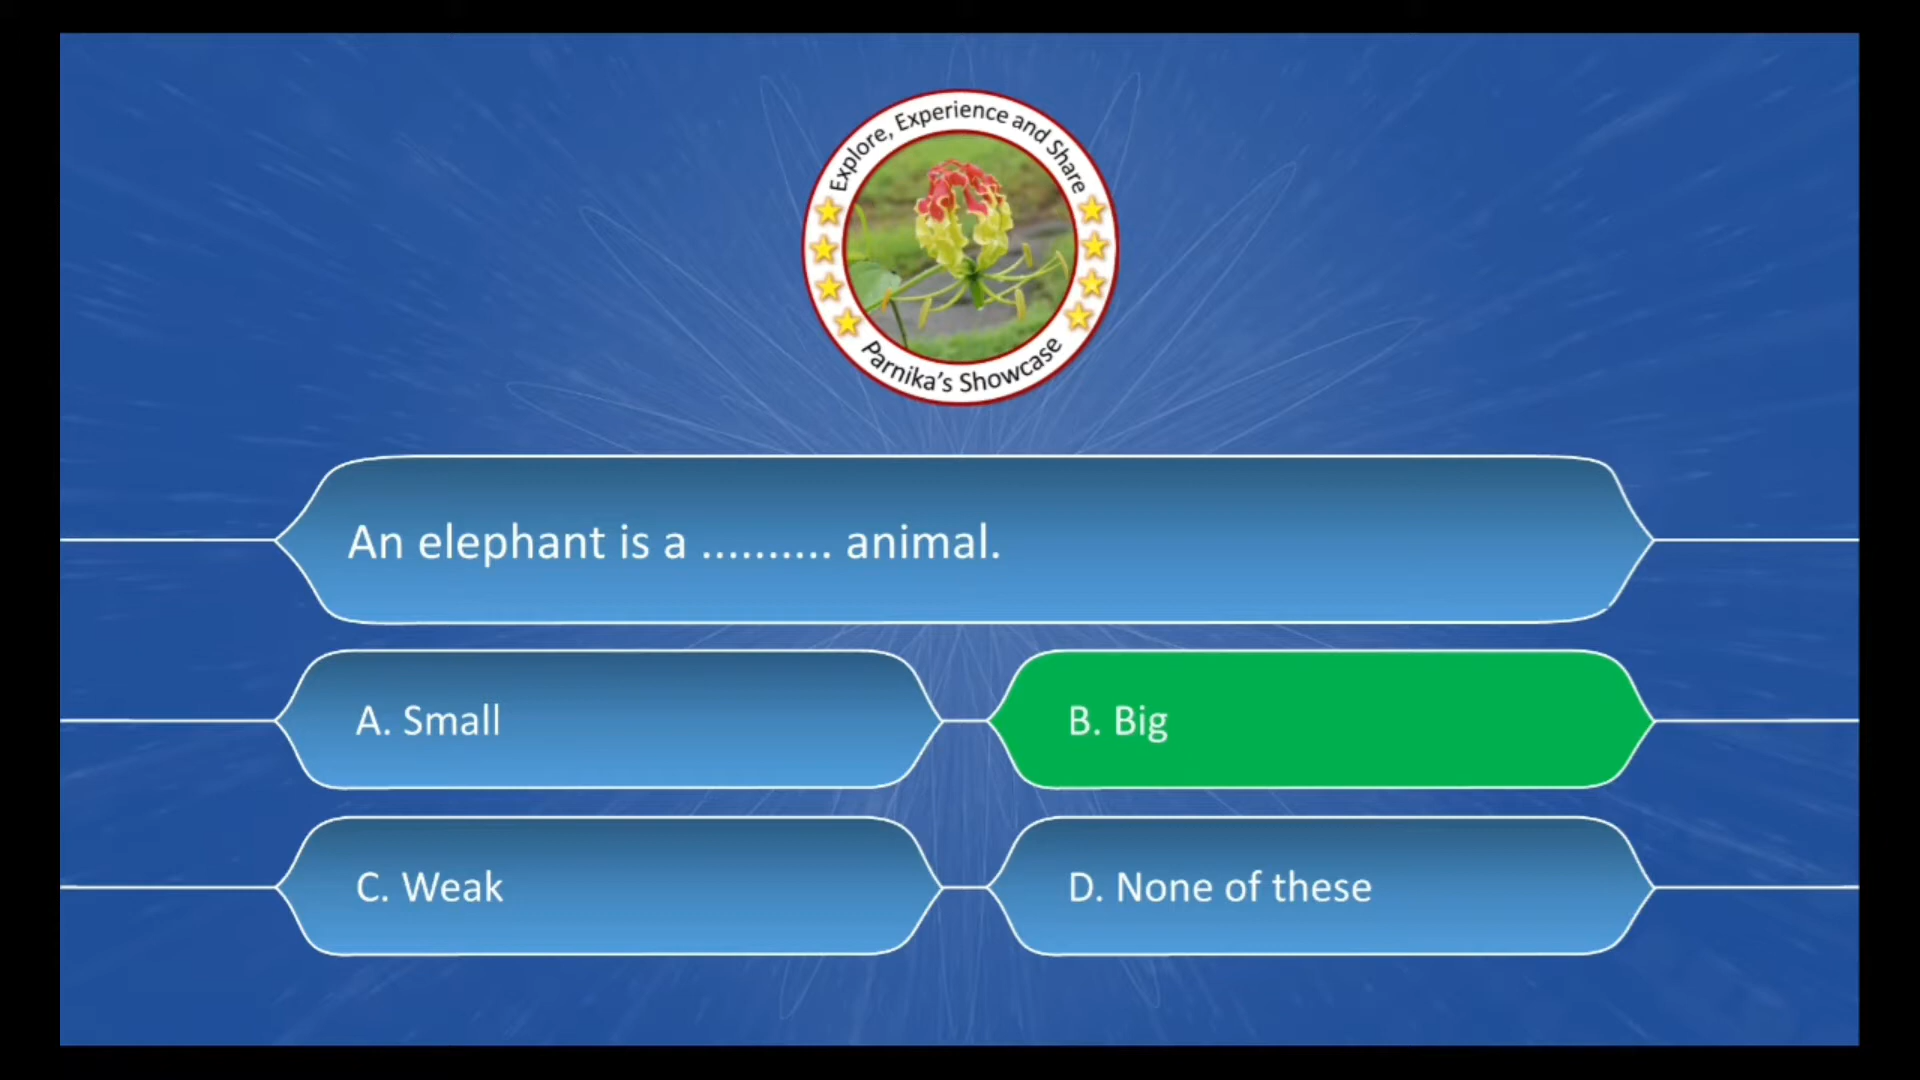 Explore, Experience and Share
Parnika's Showcase
An elephant is a .......... animal.
A. Small
B. Big
C. Weak
D. None of these